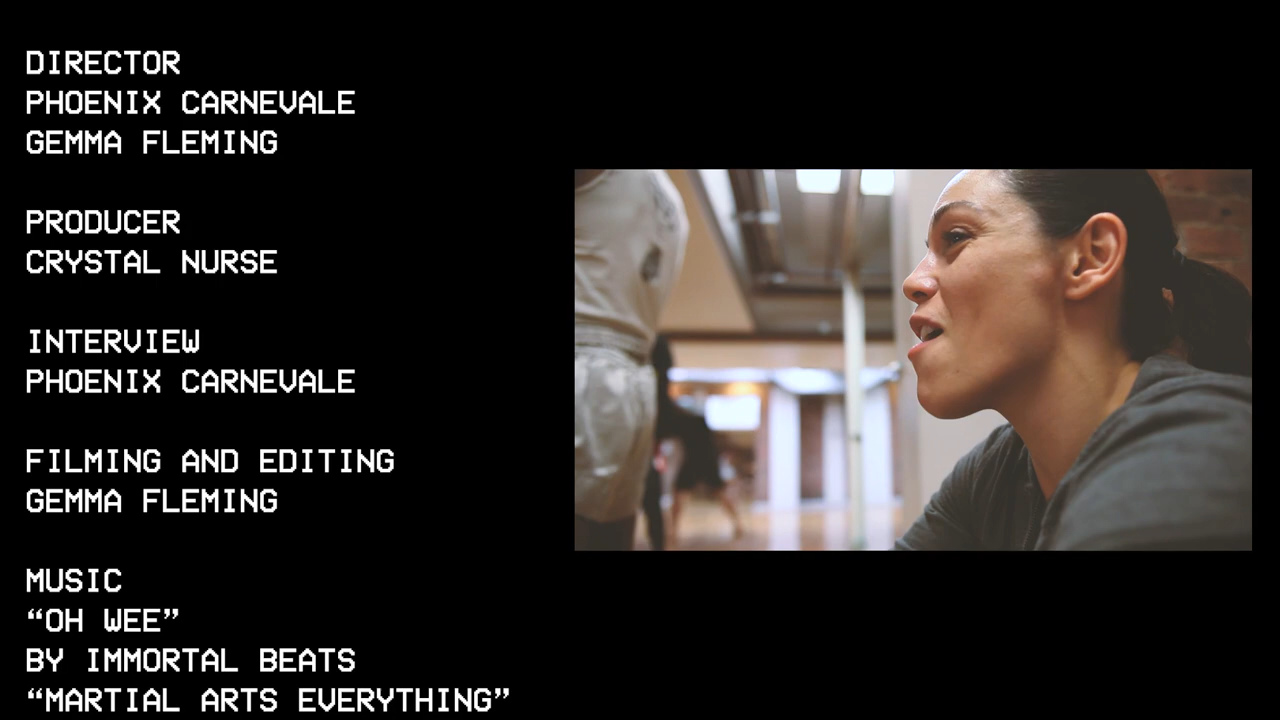 DIRECTOR
PHOENIX CARNEVALE
GEMMA FLEMING
PRODUCER
CRYSTAL NURSE
INTERVIEW
PHOENIX CARNEVALE
FILMING AND EDITING
GEMMA FLEMING
MUSIC
“OH WEE”
BY IMMORTAL BEATS
“MARTIAL ARTS EVERYTHING”